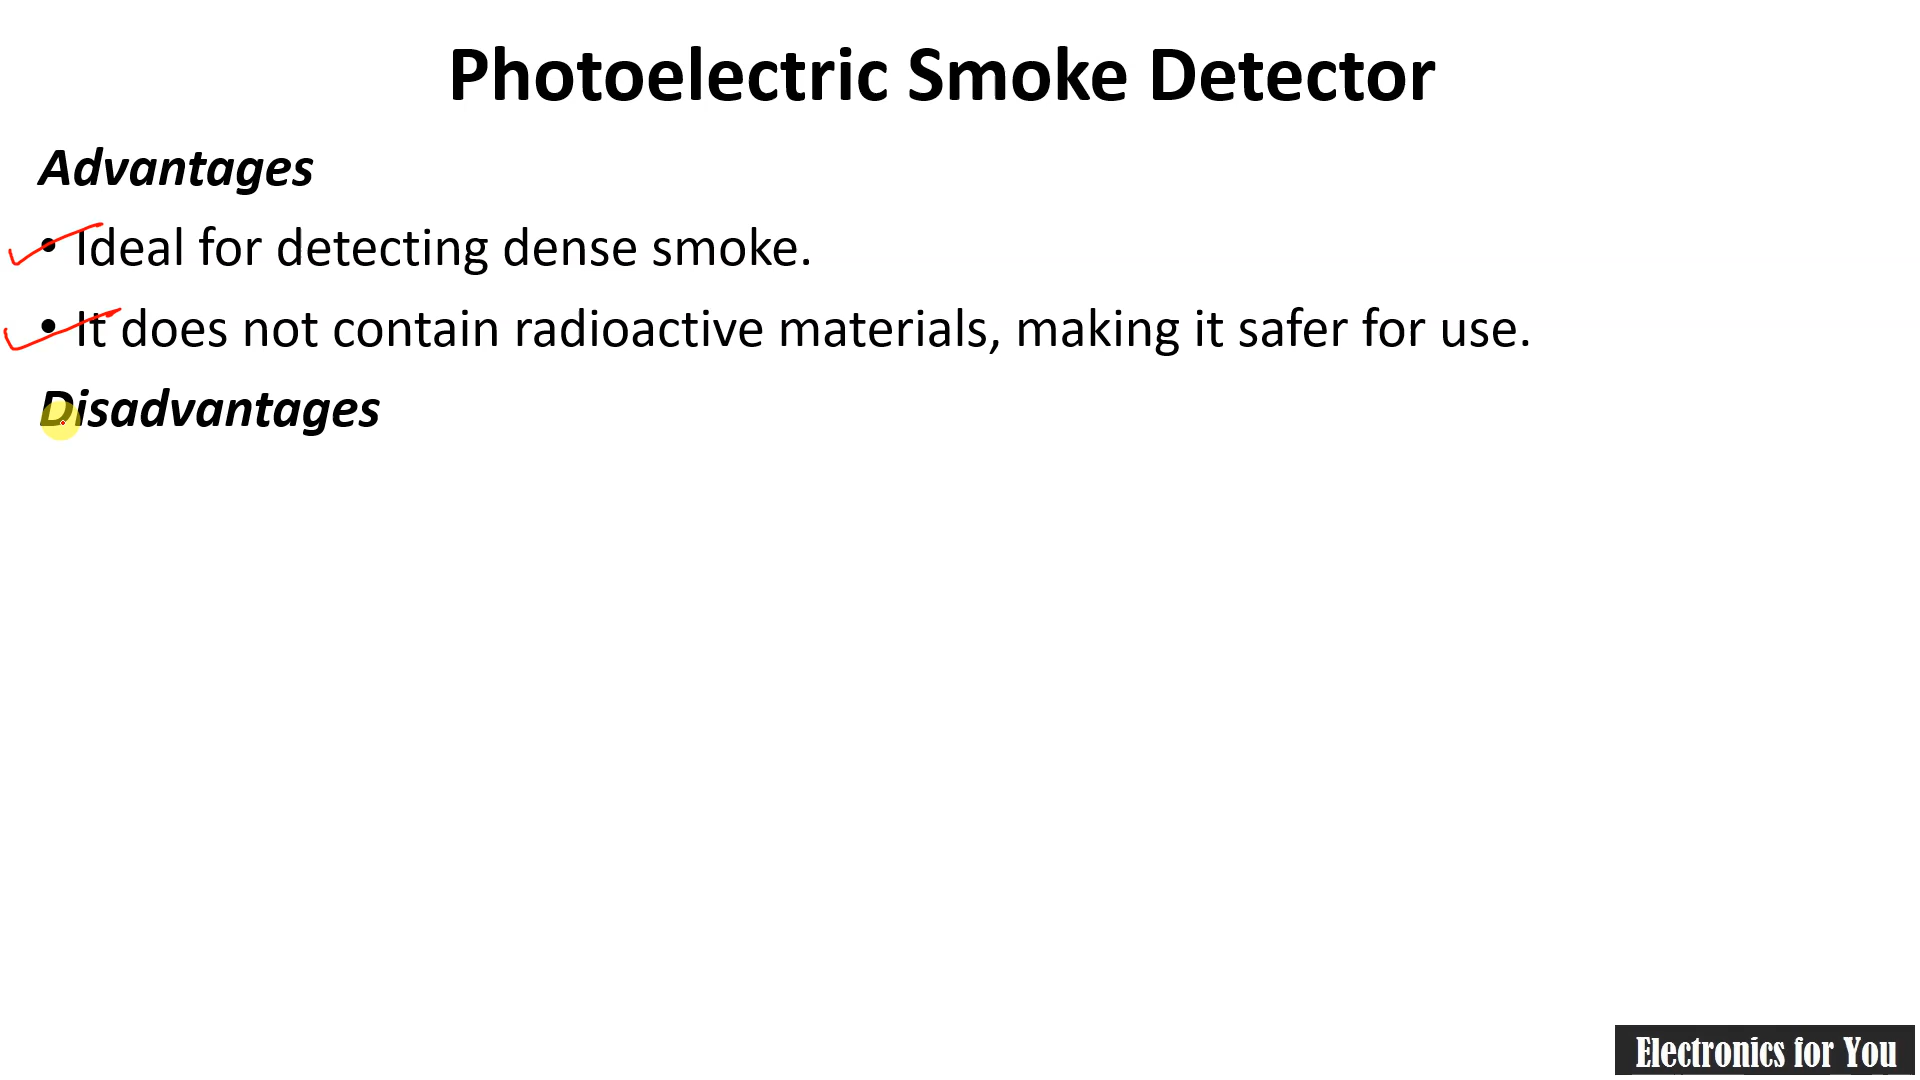 Photoelectric Smoke Detector
Advantages
• Ideal for detecting dense smoke.
• It does not contain radioactive materials, making it safer for use.
Disadvantages
Electronics for You